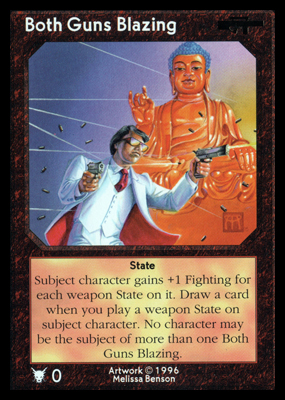 Both Guns Blazing
State
Subject character gains +1 Fighting for
each weapon State on it. Draw a card
when you play a weapon State on
subject character. No character may
be the subject of more than one Both
Guns Blazing.
0
Artwork © 1996
Melissa Benson